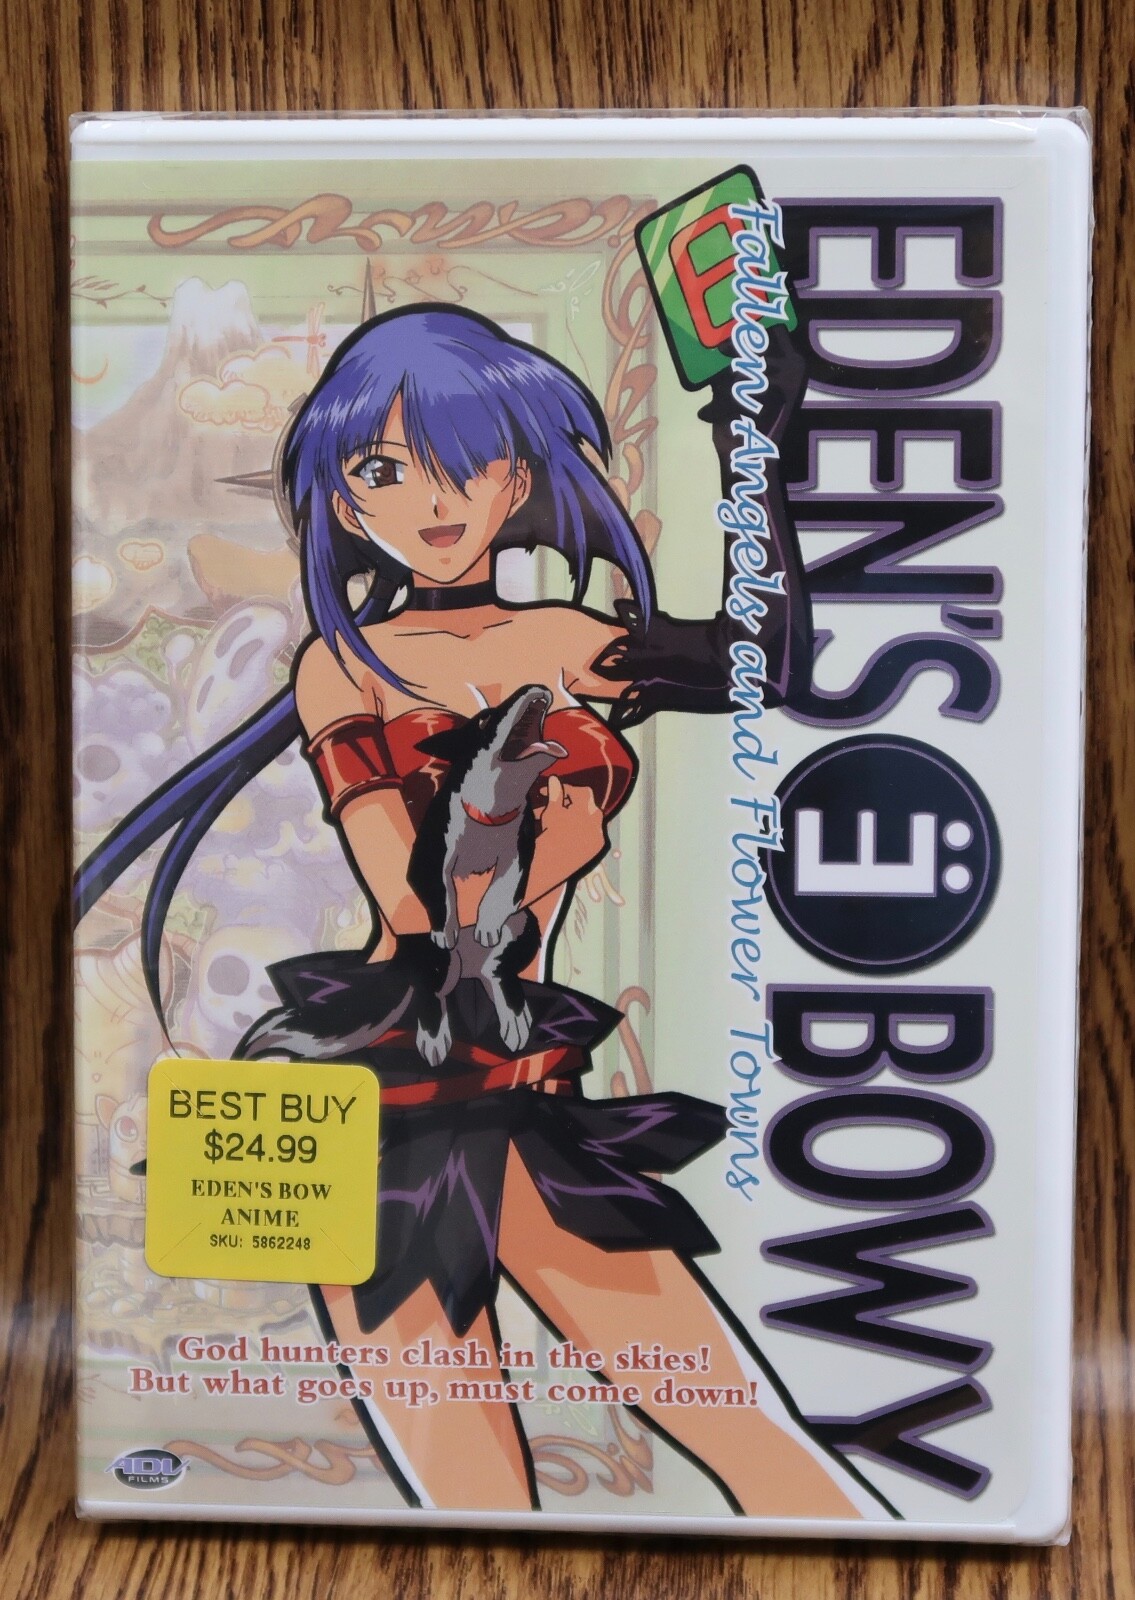 EDEN'S Ë BOWY
Fallen Angels and Flower Towns
BEST BUY
$24.99
EDEN'S BOW
ANIME
SKU: 5862248
God hunters clash in the skies!
But what goes up, must come down!
ADV
FILMS